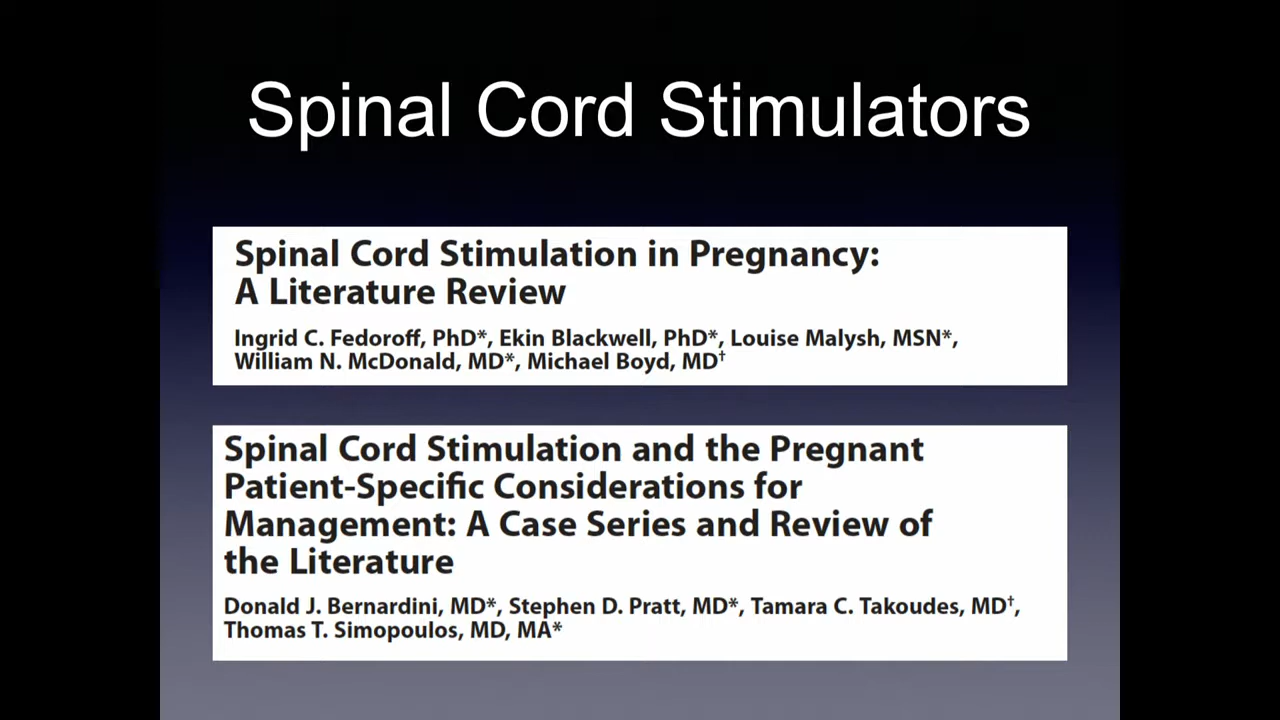 Spinal Cord Stimulators
Spinal Cord Stimulation in Pregnancy:
A Literature Review
Ingrid C. Fedoroff, PhD*, Ekin Blackwell, PhD*, Louise Malysh, MSN*,
William N. McDonald, MD*, Michael Boyd, MD†
Spinal Cord Stimulation and the Pregnant
Patient-Specific Considerations for
Management: A Case Series and Review of
the Literature
Donald J. Bernardini, MD*, Stephen D. Pratt, MD*, Tamara C. Takoudes, MD†,
Thomas T. Simopoulos, MD, MA*